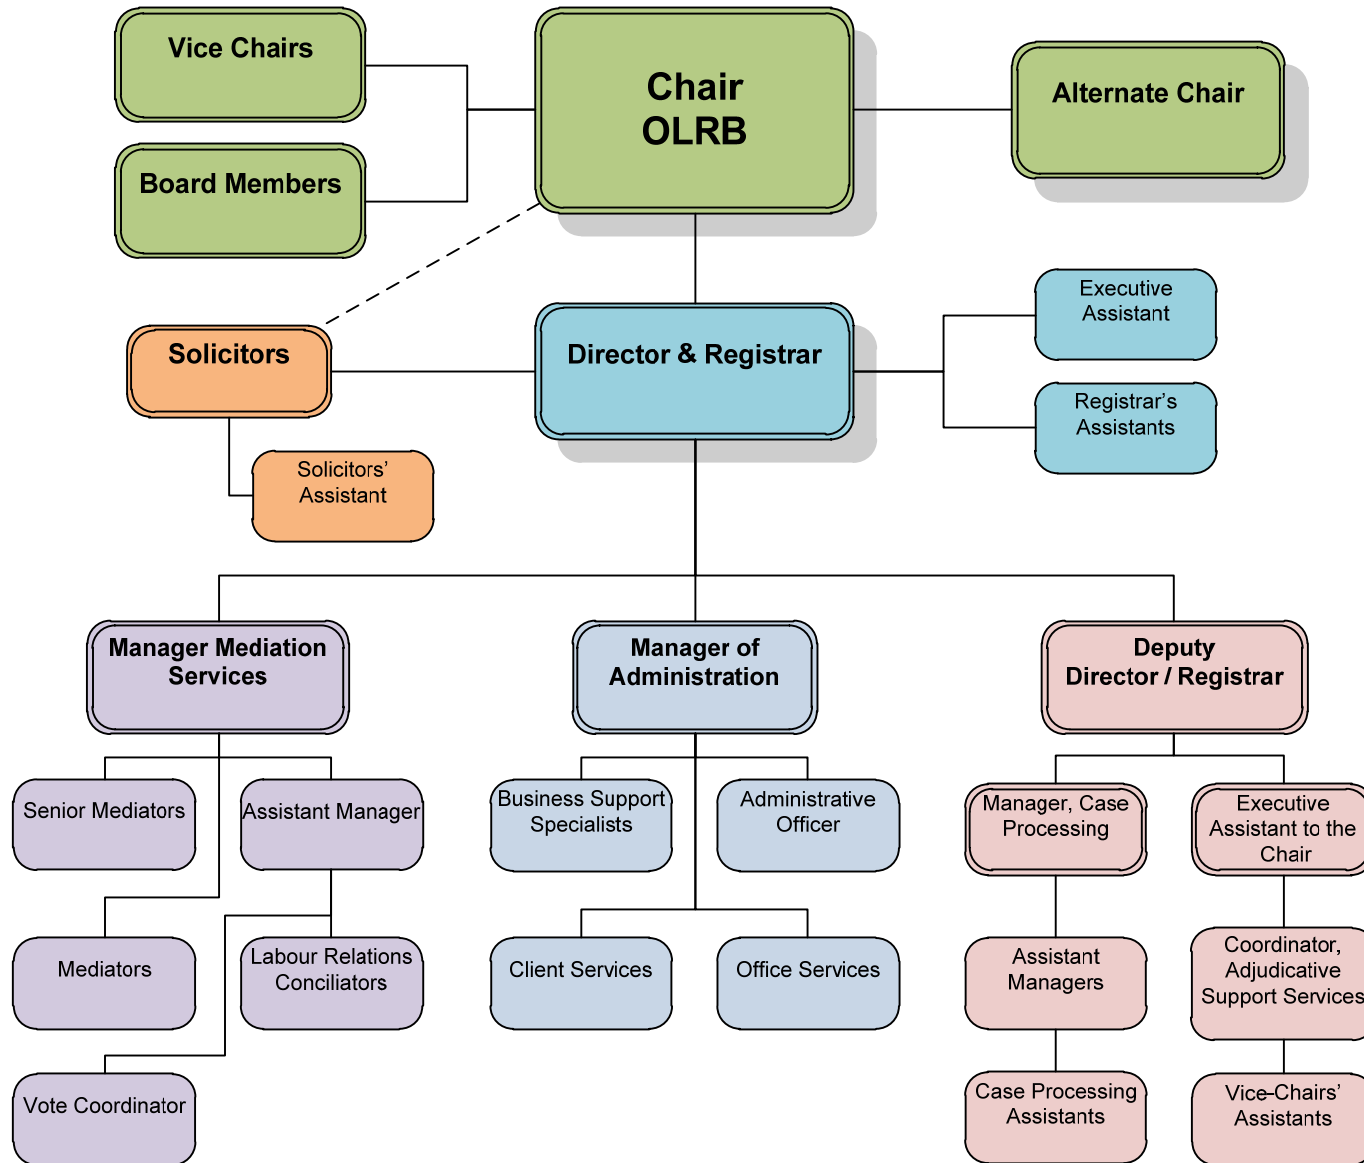 Vice Chairs
Chair
OLRB
Alternate Chair
Board Members
Executive
Assistant
Solicitors
Director & Registrar
Registrar’s
Assistants
Solicitors’
Assistant
Manager Mediation
Services
Manager of
Administration
Deputy
Director / Registrar
Senior Mediators
Assistant Manager
Business Support
Specialists
Administrative
Officer
Manager, Case
Processing
Executive
Assistant to the
Chair
Mediators
Labour Relations
Conciliators
Client Services
Office Services
Assistant
Managers
Coordinator,
Adjudicative
Support Services
Vote Coordinator
Case Processing
Assistants
Vice–Chairs’
Assistants